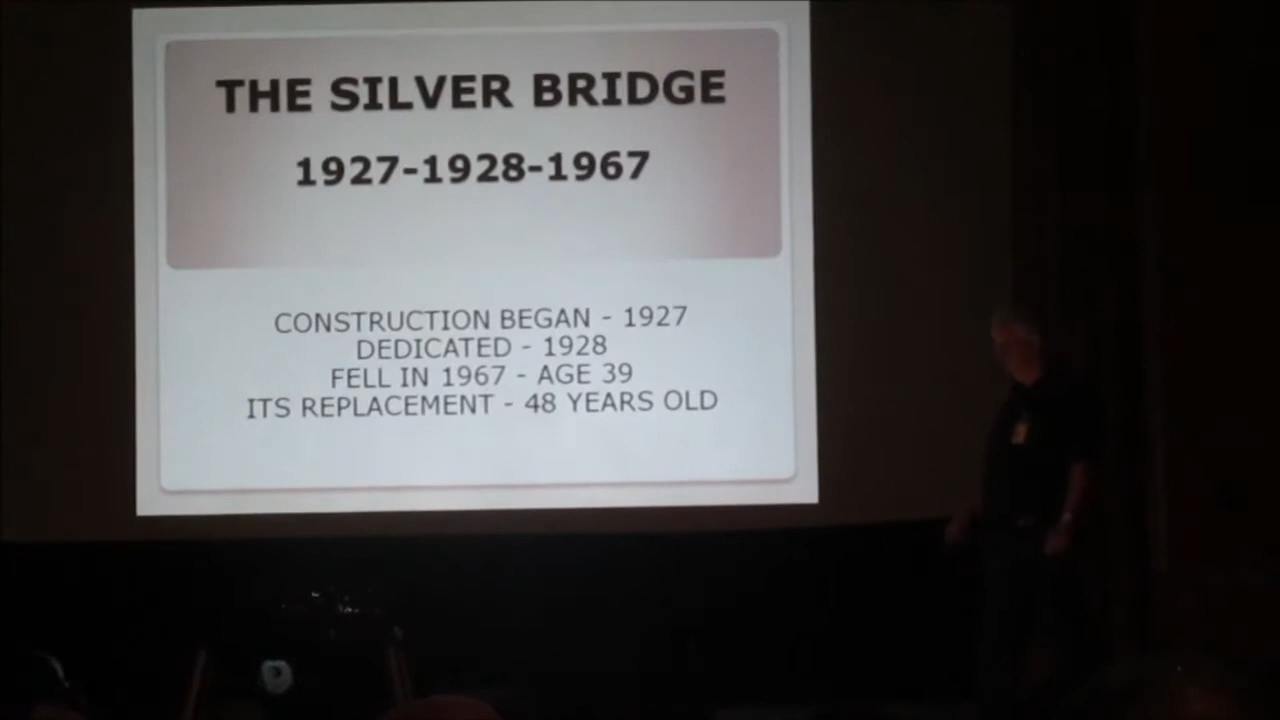 THE SILVER BRIDGE
1927-1928-1967
CONSTRUCTION BEGAN - 1927
DEDICATED - 1928
FELL IN 1967 - AGE 39
ITS REPLACEMENT - 48 YEARS OLD